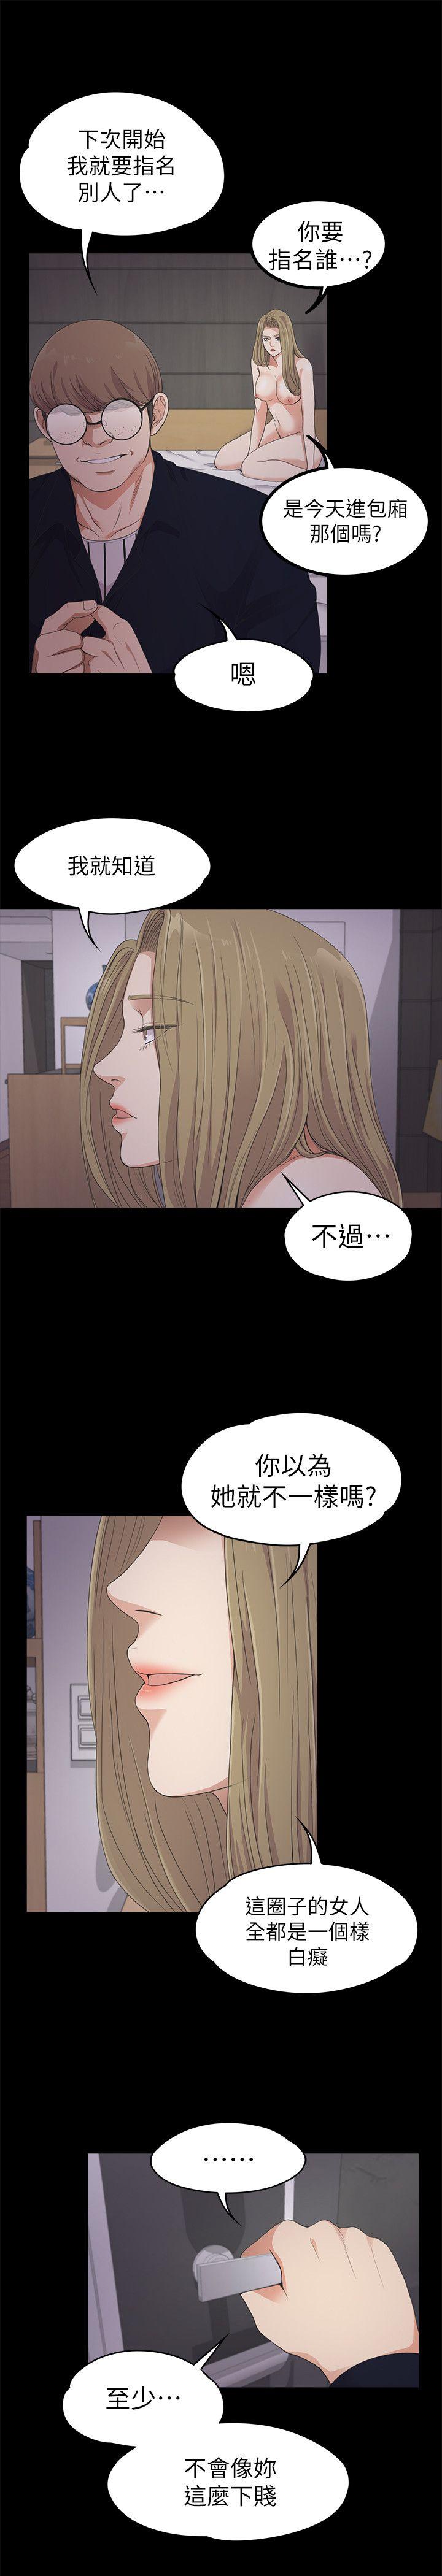 下次開始
我就要指名
別人了⋯
你要
指名誰⋯?
是今天進包廂
那個嗎?
嗯
我就知道
不過⋯
你以為
她就不一樣嗎?
這圈子的女人
全都是一個樣
白癡
⋯⋯
至少⋯
不會像妳
這麼下賤